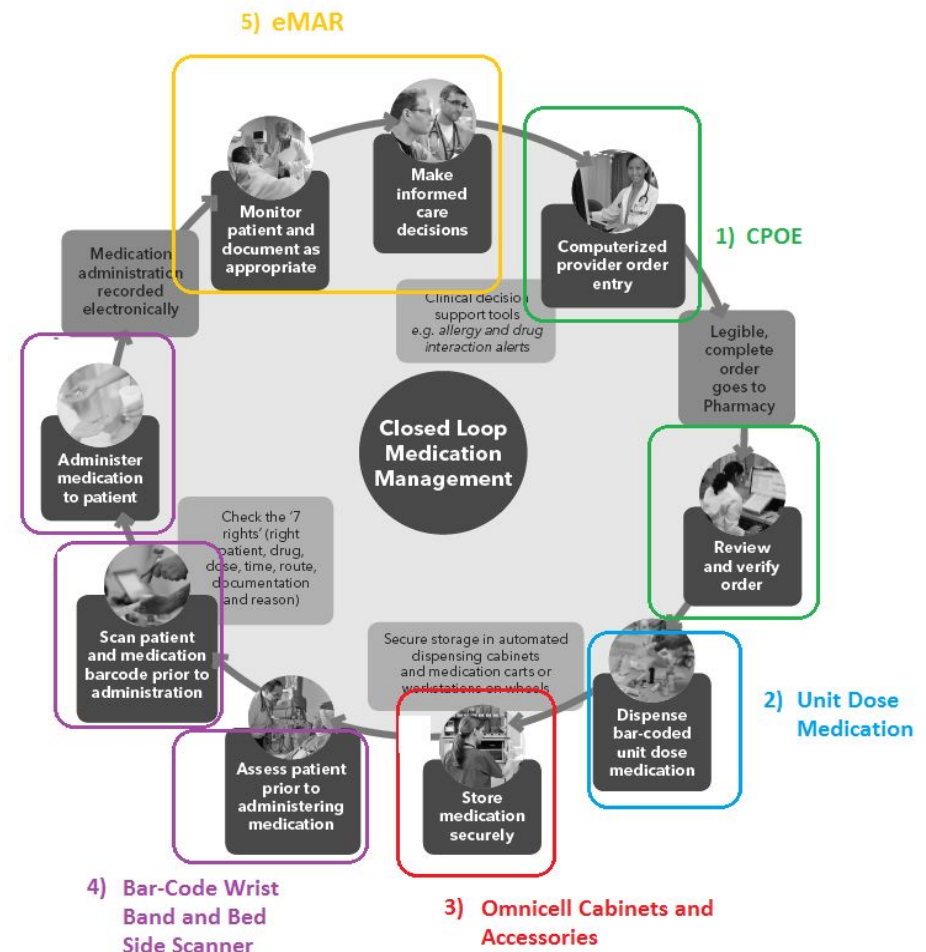 5) eMAR
Make
informed
care
decisions
Monitor
patient and
document as
appropriate
Computerized
provider order
entry
1) CPOE
Medication
administration
recorded
electronically
Clinical decision
support tools
e.g. allergy and drug
interaction alerts
Legible,
complete
order
goes to
Pharmacy
Closed Loop
Medication
Management
Administer
medication
to patient
Check the '7
rights' (right
patient, drug,
dose, time, route,
documentation
and reason)
Review
and verify
order
Scan patient
and medication
barcode prior to
administration
Secure storage in automated
dispensing cabinets
and medication carts or
workstations on wheels
Dispense
bar-coded
unit dose
medication
2) Unit Dose
Medication
Assess patient
prior to
administering
medication
Store
medication
securely
4) Bar-Code Wrist
Band and Bed
Side Scanner
3) Omnicell Cabinets and
Accessories